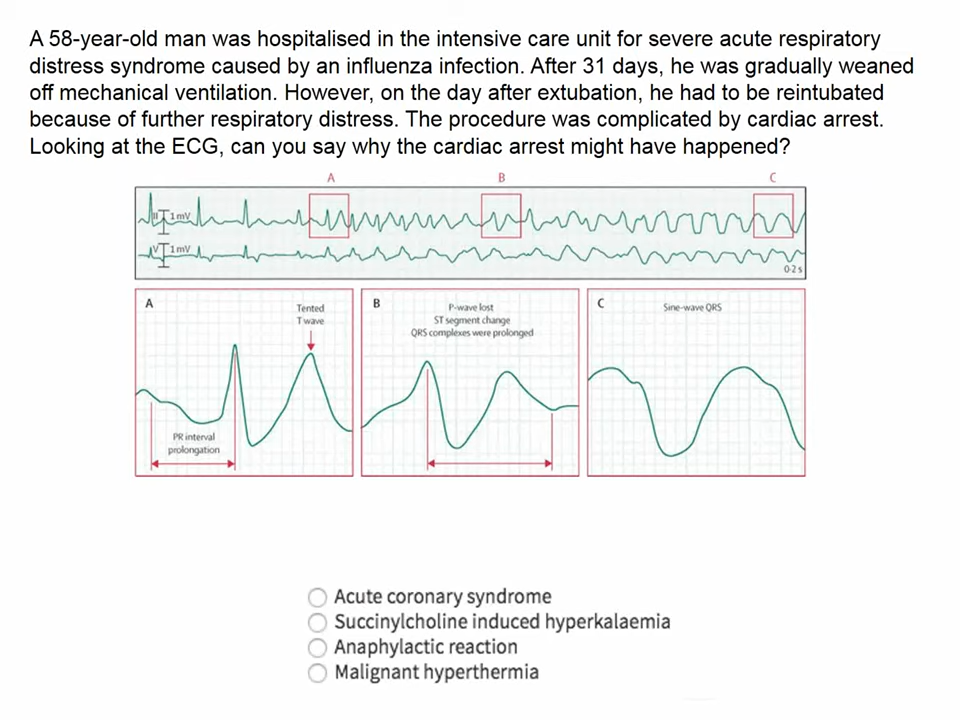 A 58-year-old man was hospitalised in the intensive care unit for severe acute respiratory
distress syndrome caused by an influenza infection. After 31 days, he was gradually weaned
off mechanical ventilation. However, on the day after extubation, he had to be reintubated
because of further respiratory distress. The procedure was complicated by cardiac arrest.
Looking at the ECG, can you say why the cardiac arrest might have happened?
A B C
II 1 mV
V 1 mV
0·2 s
A
Tented
T wave
PR interval
prolongation
B
P-wave lost
ST segment change
QRS complexes were prolonged
C
Sine-wave QRS
Acute coronary syndrome
Succinylcholine induced hyperkalaemia
Anaphylactic reaction
Malignant hyperthermia